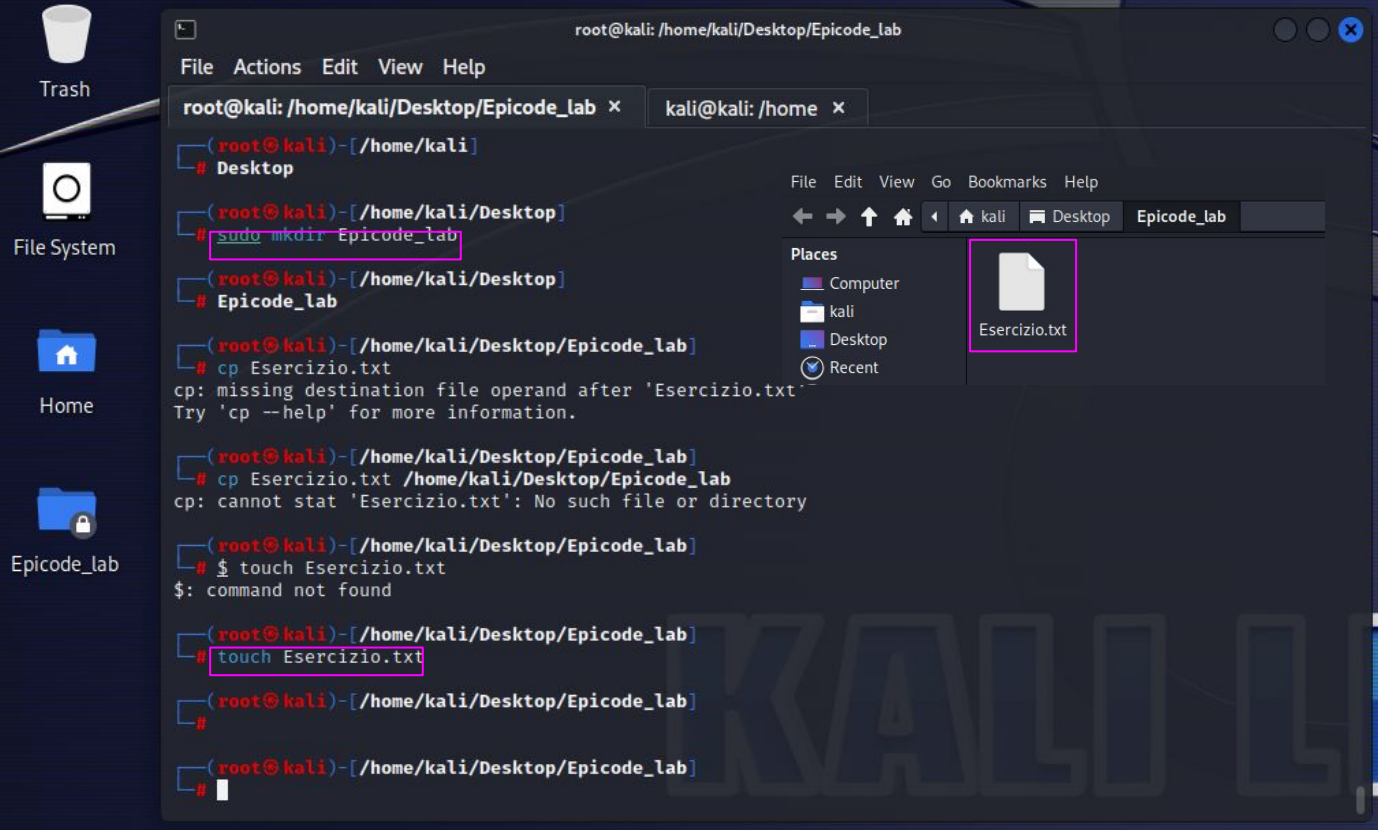 Trash
File System
Home
Epicode_lab
root@kali: /home/kali/Desktop/Epicode_lab
File Actions Edit View Help
root@kali: /home/kali/Desktop/Epicode_lab × kali@kali: /home ×
┌──(root㉿kali)-[/home/kali]
└─# Desktop
┌──(root㉿kali)-[/home/kali/Desktop]
└─# sudo mkdir Epicode_lab
┌──(root㉿kali)-[/home/kali/Desktop]
└─# Epicode_lab
┌──(root㉿kali)-[/home/kali/Desktop/Epicode_lab]
└─# cp Esercizio.txt
cp: missing destination file operand after 'Esercizio.txt'
Try 'cp --help' for more information.
┌──(root㉿kali)-[/home/kali/Desktop/Epicode_lab]
└─# cp Esercizio.txt /home/kali/Desktop/Epicode_lab
cp: cannot stat 'Esercizio.txt': No such file or directory
┌──(root㉿kali)-[/home/kali/Desktop/Epicode_lab]
└─# $ touch Esercizio.txt
$: command not found
┌──(root㉿kali)-[/home/kali/Desktop/Epicode_lab]
└─# touch Esercizio.txt
┌──(root㉿kali)-[/home/kali/Desktop/Epicode_lab]
└─#
┌──(root㉿kali)-[/home/kali/Desktop/Epicode_lab]
└─#
File Edit View Go Bookmarks Help
kali Desktop Epicode_lab
Places
Computer
kali
Desktop
Recent
Esercizio.txt
KALI LI